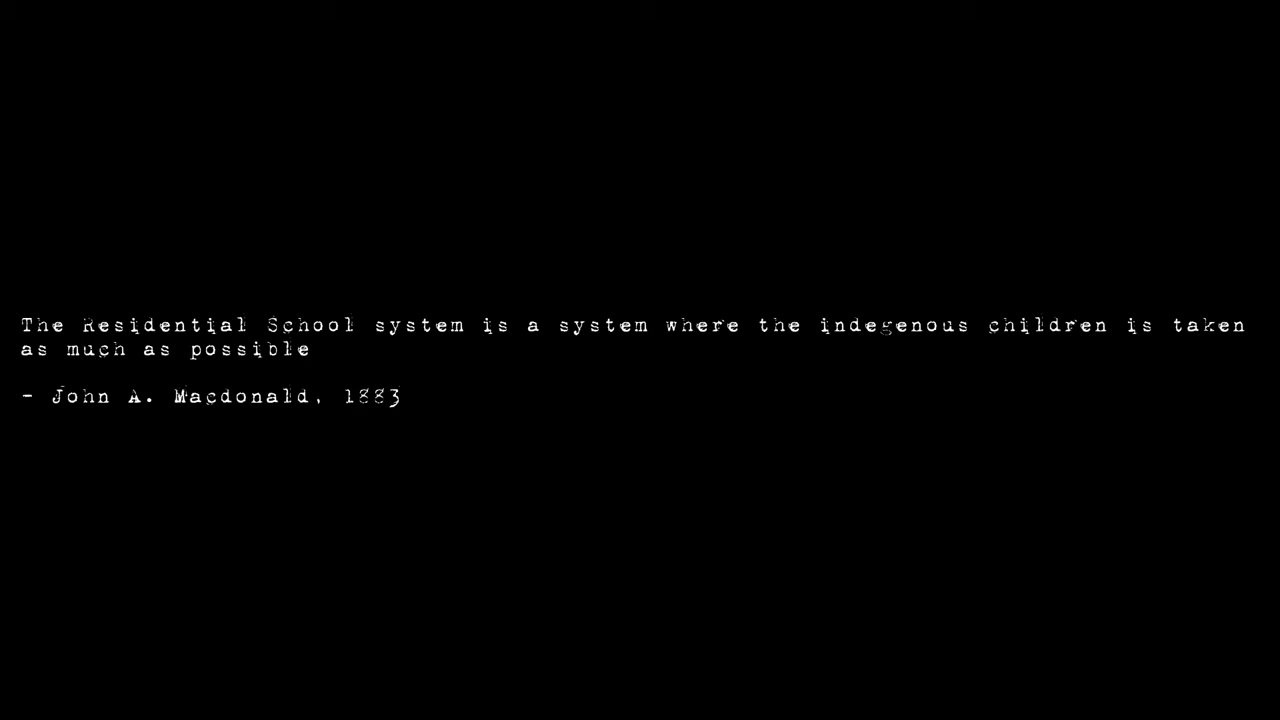 The Residential School system is a system where the indegenous children is taken
as much as possible
- John A. Macdonald, 1883